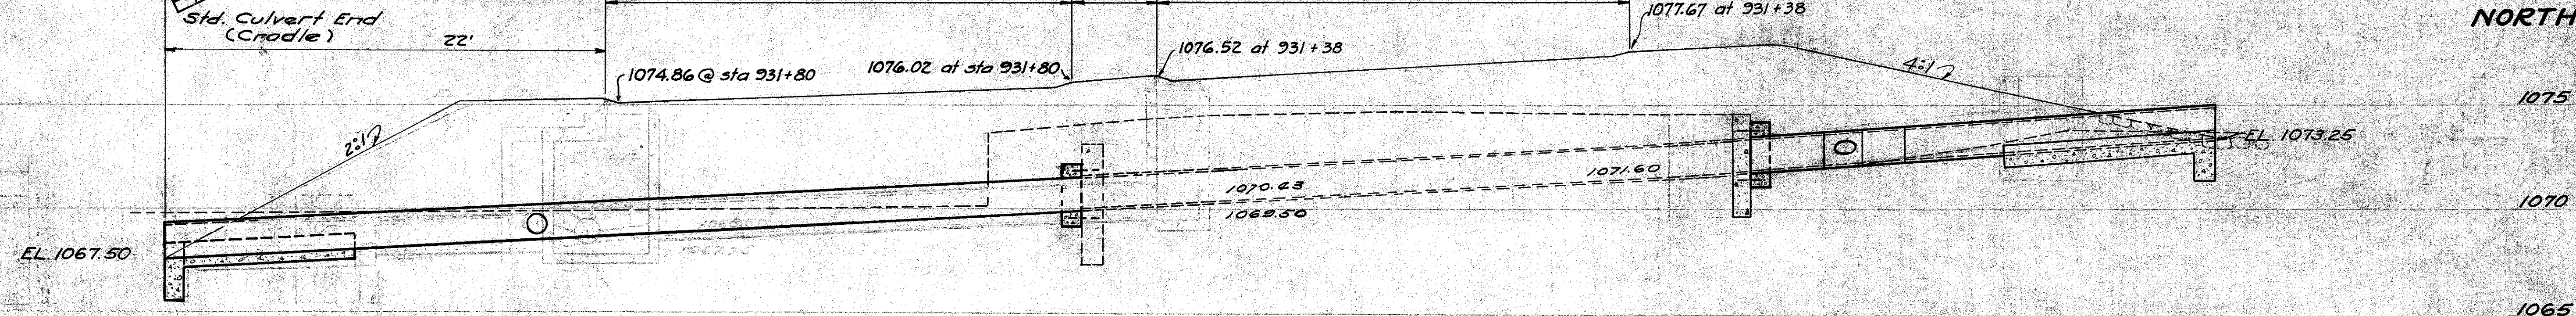 Std. Culvert End
(Cradle)
22'
1074.86 @ sta 931+80
1076.02 at sta 931+80
1076.52 at 931+38
1077.67 at 931+38
NORTH
2:1
4:1
1075
EL. 1073.25
1070.43
1071.60
1069.50
1070
EL. 1067.50
1065